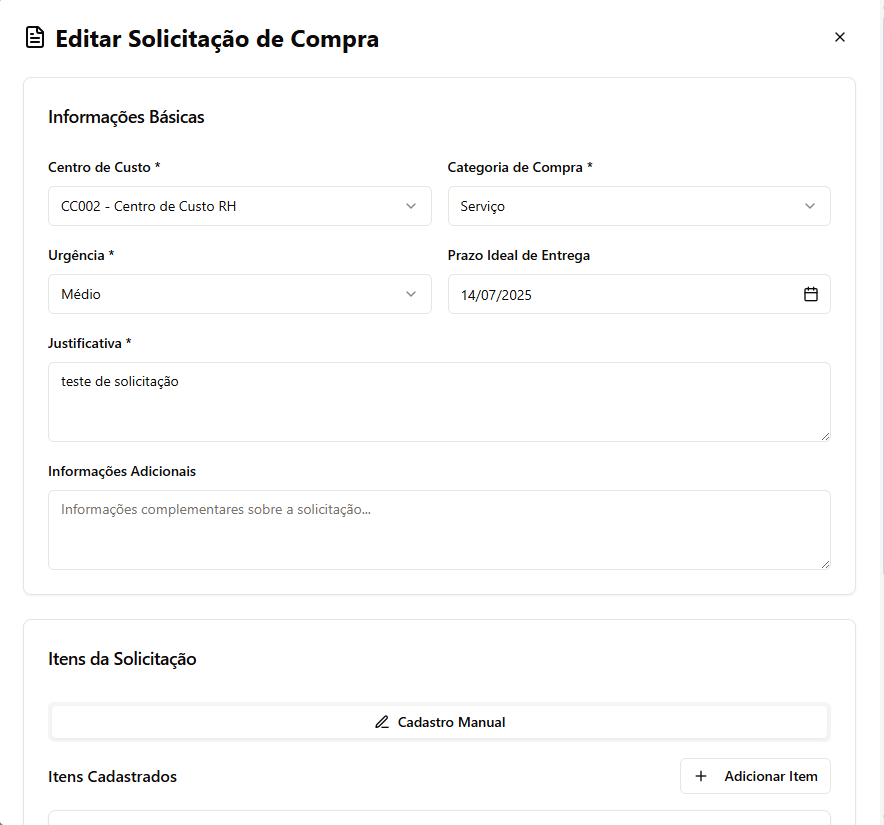 Editar Solicitação de Compra
Informações Básicas
Centro de Custo *
Categoria de Compra *
CC002 - Centro de Custo RH
Serviço
Urgência *
Prazo Ideal de Entrega
Médio
14/07/2025
Justificativa *
teste de solicitação
Informações Adicionais
Informações complementares sobre a solicitação...
Itens da Solicitação
Cadastro Manual
Itens Cadastrados
Adicionar Item